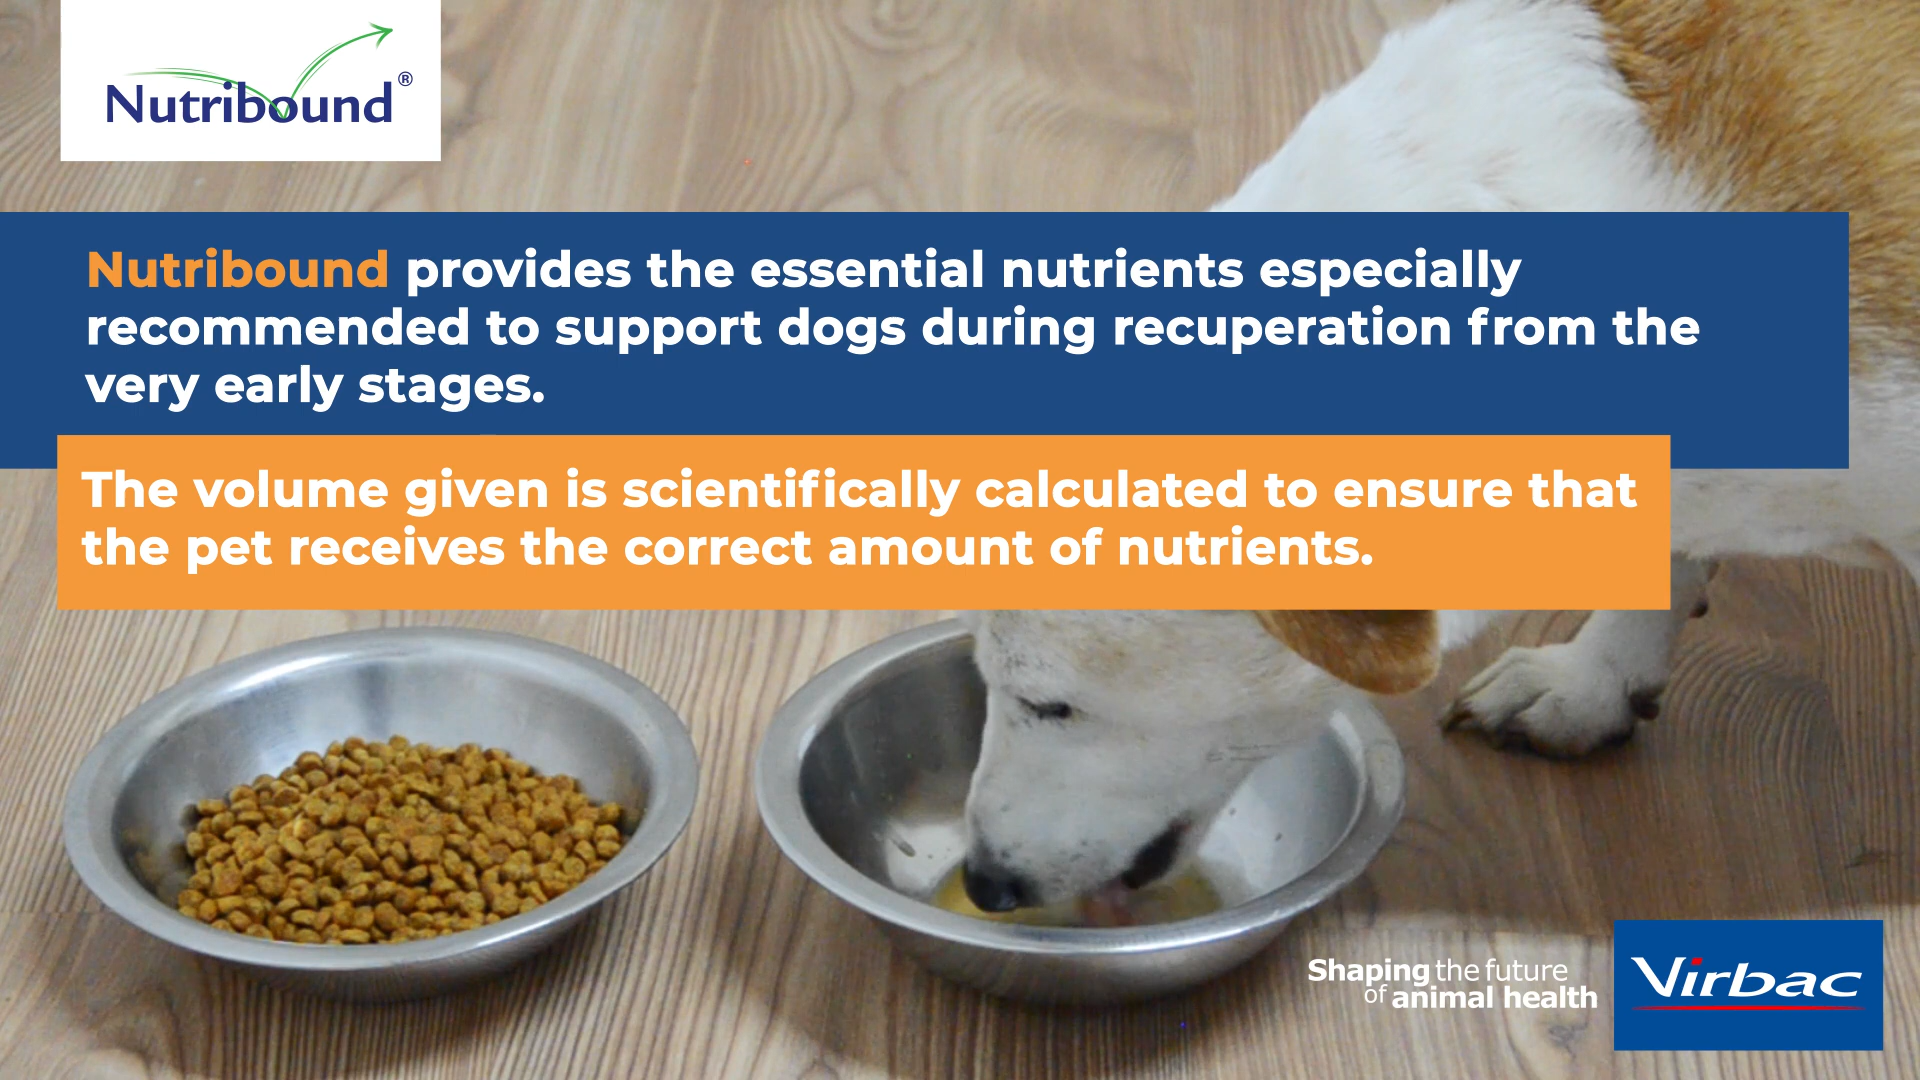 Nutribound®
Nutribound provides the essential nutrients especially
recommended to support dogs during recuperation from the
very early stages.
The volume given is scientifically calculated to ensure that
the pet receives the correct amount of nutrients.
Shaping the future
of animal health
Virbac